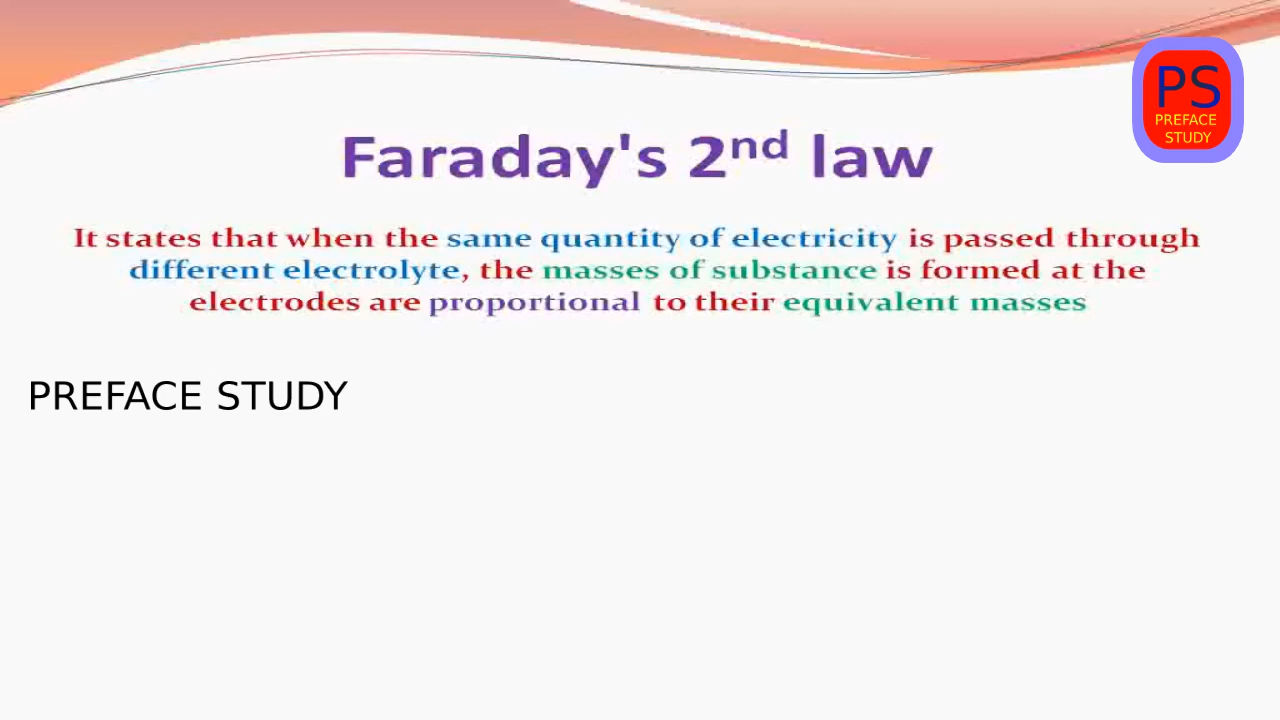 PS
PREFACE
STUDY
Faraday's 2nd law
It states that when the same quantity of electricity is passed through
different electrolyte, the masses of substance is formed at the
electrodes are proportional to their equivalent masses
PREFACE STUDY